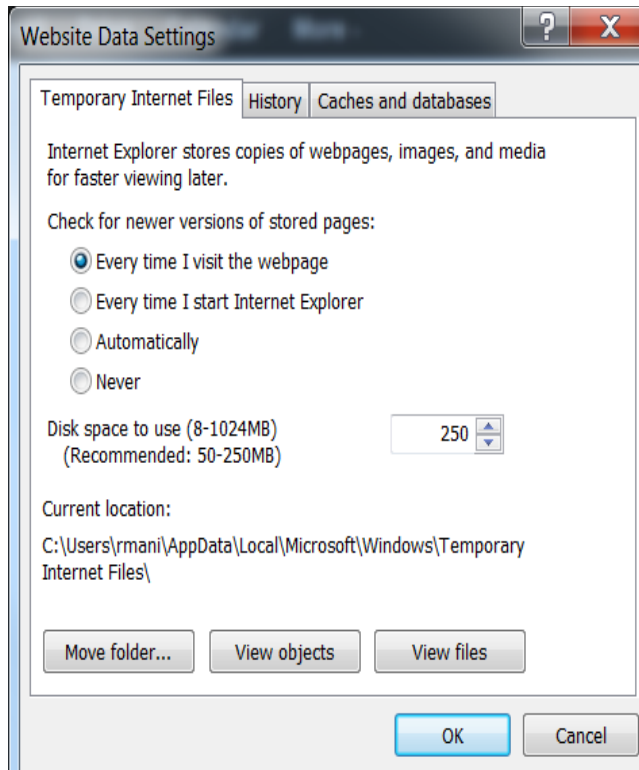 Website Data Settings
Temporary Internet Files History Caches and databases
Internet Explorer stores copies of webpages, images, and media
for faster viewing later.
Check for newer versions of stored pages:
Every time I visit the webpage
Every time I start Internet Explorer
Automatically
Never
Disk space to use (8-1024MB) 250
(Recommended: 50-250MB)
Current location:
C:\Users\rmani\AppData\Local\Microsoft\Windows\Temporary
Internet Files\
Move folder... View objects View files
OK Cancel